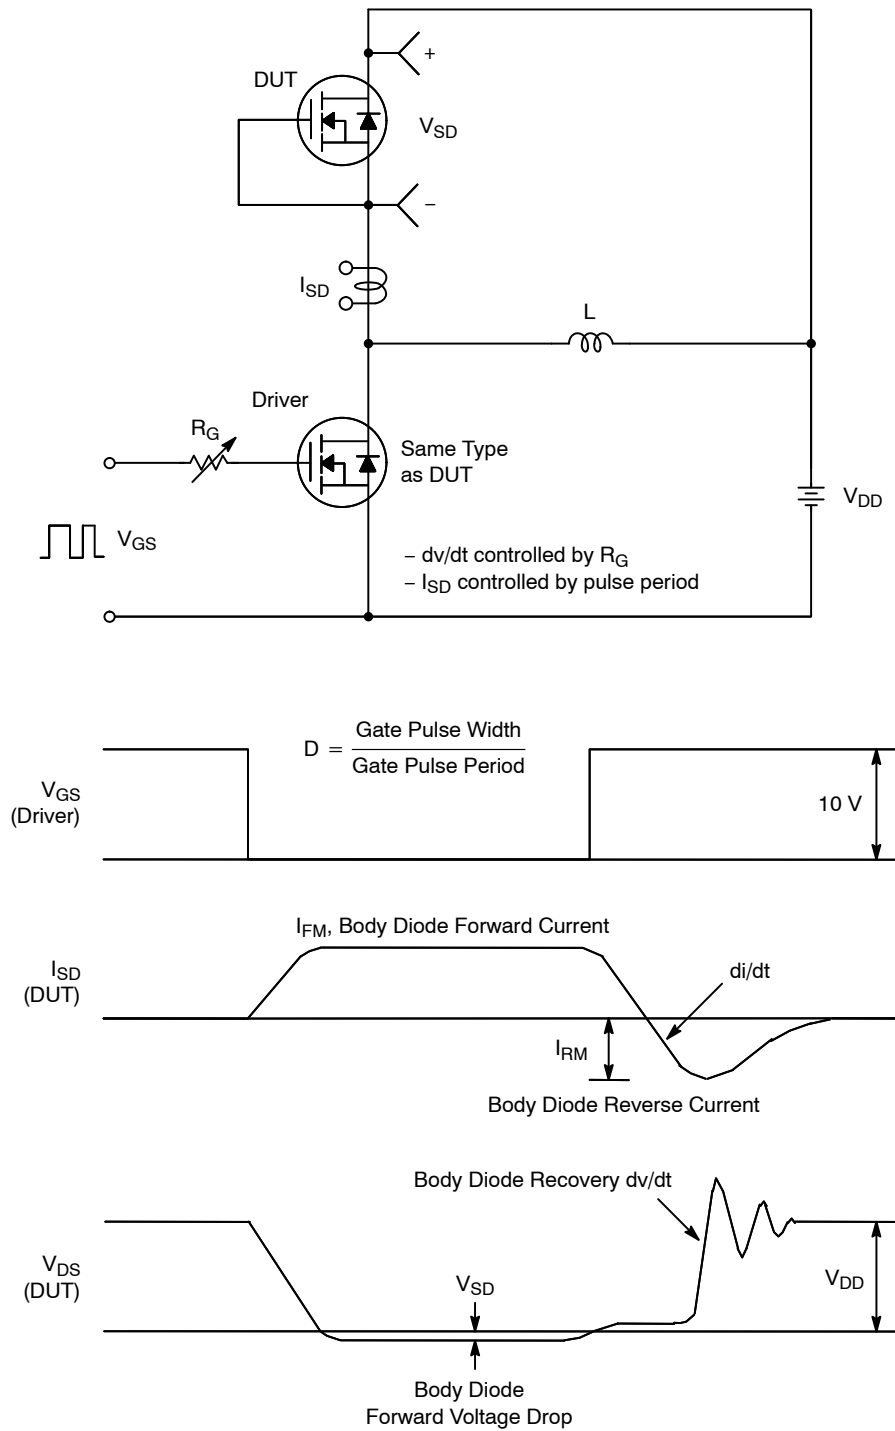 +
DUT
V_SD
−
I_SD
L
Driver
R_G
Same Type
as DUT
V_DD
V_GS
− dv/dt controlled by R_G
− I_SD controlled by pulse period
D = Gate Pulse Width
Gate Pulse Period
V_GS
(Driver)
10 V
I_FM, Body Diode Forward Current
I_SD
(DUT)
di/dt
I_RM
Body Diode Reverse Current
Body Diode Recovery dv/dt
V_DS
(DUT)
V_SD
V_DD
Body Diode
Forward Voltage Drop